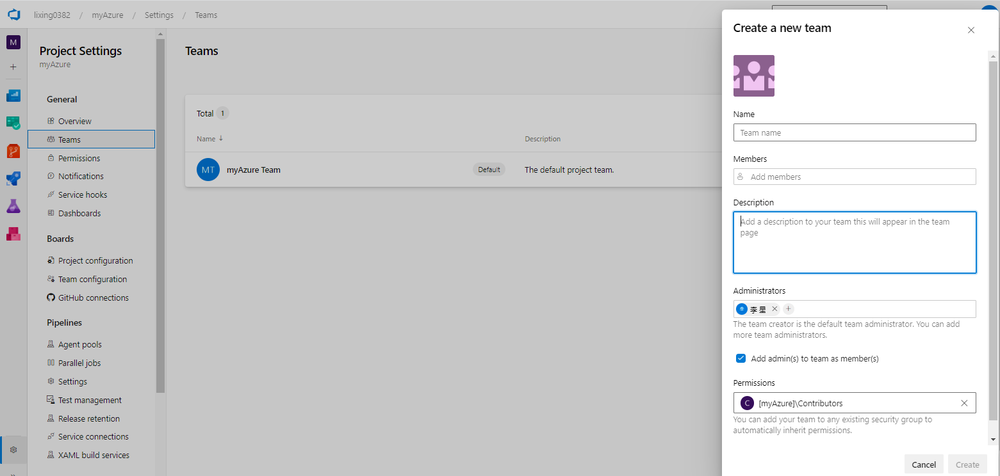 lixing0382 / myAzure / Settings / Teams
M
Project Settings
myAzure
General
Overview
Teams
Permissions
Notifications
Service hooks
Dashboards
Boards
Project configuration
Team configuration
GitHub connections
Pipelines
Agent pools
Parallel jobs
Settings
Test management
Release retention
Service connections
XAML build services
Teams
Total 1
Name ↓ Description
MT myAzure Team Default The default project team.
Create a new team
Name
Team name
Members
Add members
Description
Add a description to your team this will appear in the team
page
Administrators
李 李 星
The team creator is the default team administrator. You can add
more team administrators.
Add admin(s) to team as member(s)
Permissions
C [myAzure]\Contributors
You can add your team to any existing security group to
automatically inherit permissions.
Cancel Create